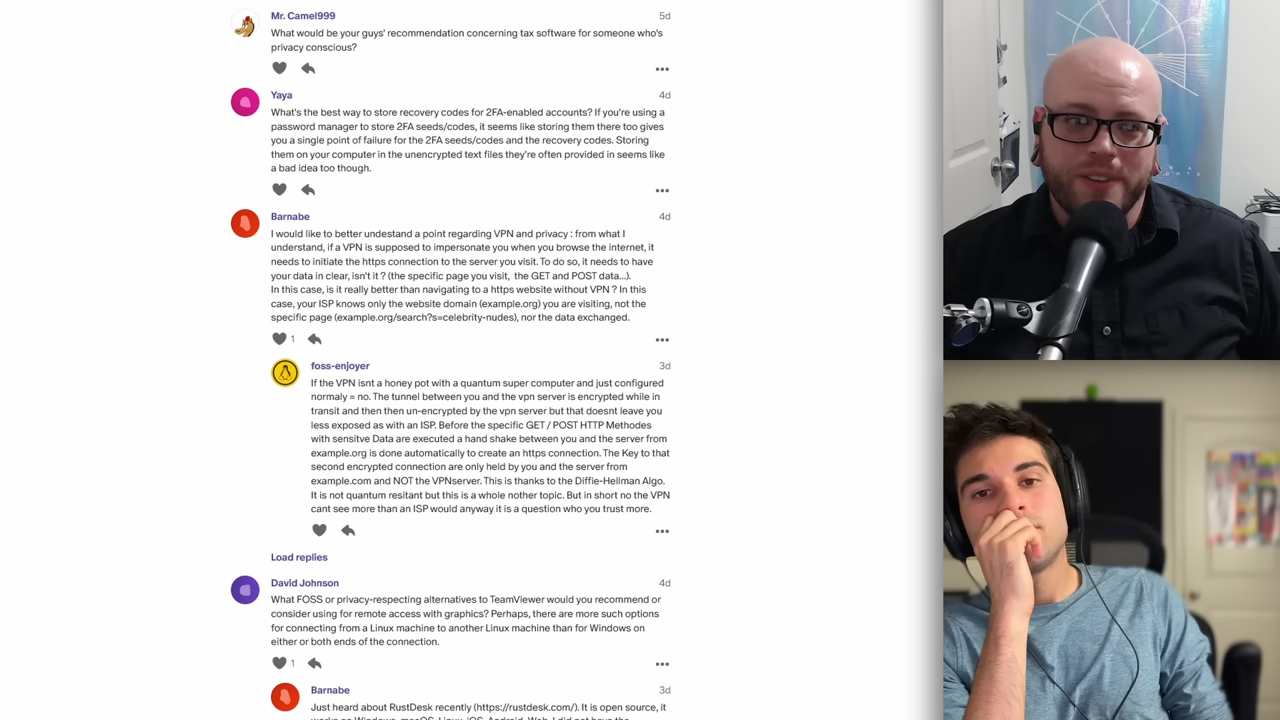 Mr. Camel999
5d
What would be your guys' recommendation concerning tax software for someone who's
privacy conscious?
Yaya
4d
What's the best way to store recovery codes for 2FA-enabled accounts? If you're using a
password manager to store 2FA seeds/codes, it seems like storing them there too gives
you a single point of failure for the 2FA seeds/codes and the recovery codes. Storing
them on your computer in the unencrypted text files they're often provided in seems like
a bad idea too though.
Barnabe
4d
I would like to better undestand a point regarding VPN and privacy : from what I
understand, if a VPN is supposed to impersonate you when you browse the internet, it
needs to initiate the https connection to the server you visit. To do so, it needs to have
your data in clear, isn't it ? (the specific page you visit, the GET and POST data...).
In this case, is it really better than navigating to a https website without VPN ? In this
case, your ISP knows only the website domain (example.org) you are visiting, not the
specific page (example.org/search?s=celebrity-nudes), nor the data exchanged.
1
foss-enjoyer
3d
If the VPN isnt a honey pot with a quantum super computer and just configured
normaly = no. The tunnel between you and the vpn server is encrypted while in
transit and then then un-encrypted by the vpn server but that doesnt leave you
less exposed as with an ISP. Before the specific GET / POST HTTP Methodes
with sensitve Data are executed a hand shake between you and the server from
example.org is done automatically to create an https connection. The Key to that
second encrypted connection are only held by you and the server from
example.com and NOT the VPNserver. This is thanks to the Diffie-Hellman Algo.
It is not quantum resitant but this is a whole nother topic. But in short no the VPN
cant see more than an ISP would anyway it is a question who you trust more.
Load replies
David Johnson
4d
What FOSS or privacy-respecting alternatives to TeamViewer would you recommend or
consider using for remote access with graphics? Perhaps, there are more such options
for connecting from a Linux machine to another Linux machine than for Windows on
either or both ends of the connection.
1
Barnabe
3d
Just heard about RustDesk recently (https://rustdesk.com/). It is open source, it
works on Windows, macOS, Linux, iOS, Android, Web. I did not have the